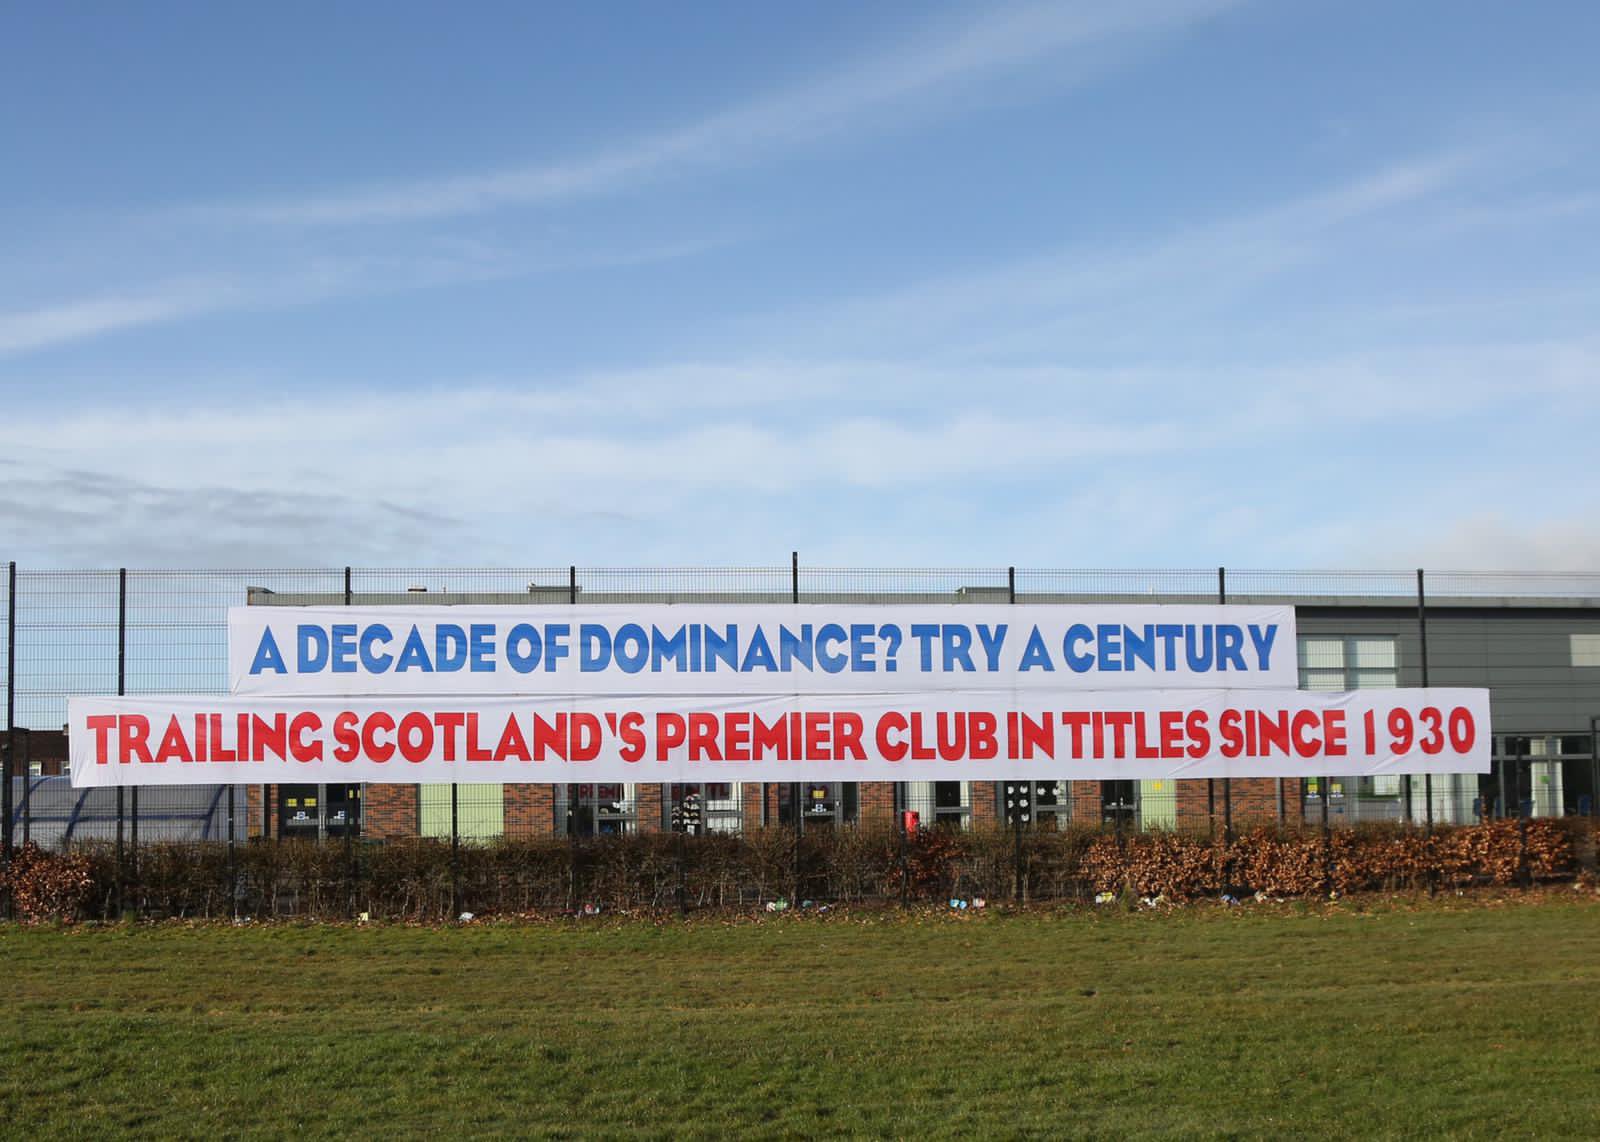 A DECADE OF DOMINANCE? TRY A CENTURY
TRAILING SCOTLAND'S PREMIER CLUB IN TITLES SINCE 1930